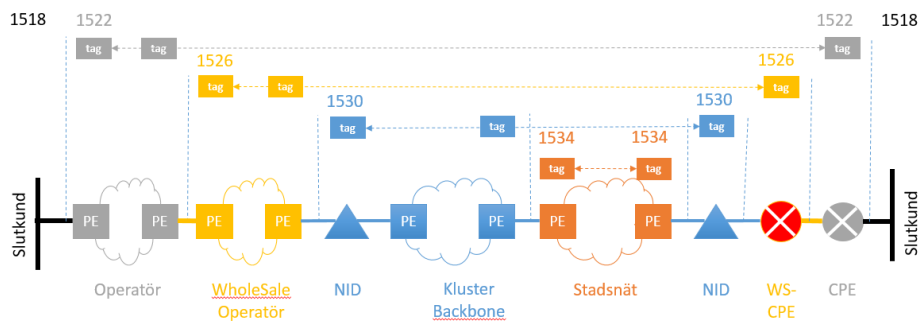 1518
1522
1522
1518
tag
tag
tag
1526
1526
tag
tag
tag
1530
1530
tag
tag
tag
1534
1534
tag
tag
Slutkund
PE
PE
PE
PE
PE
PE
PE
PE
Slutkund
Operatör
WholeSale
Operatör
NID
Kluster
Backbone
Stadsnät
NID
WS-
CPE
CPE